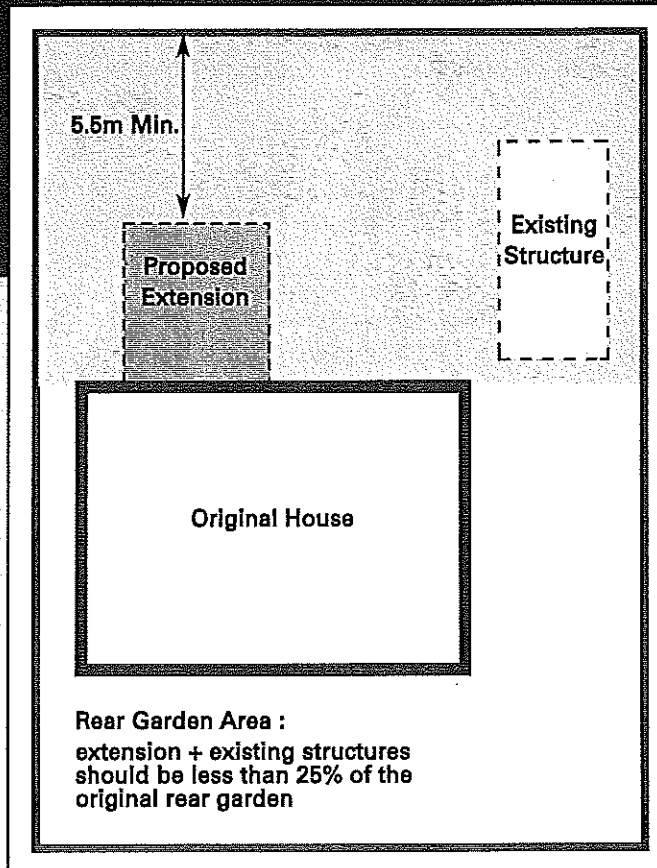 5.5m Min.
Existing
Structure
Proposed
Extension
Original House
Rear Garden Area :
extension + existing structures
should be less than 25% of the
original rear garden